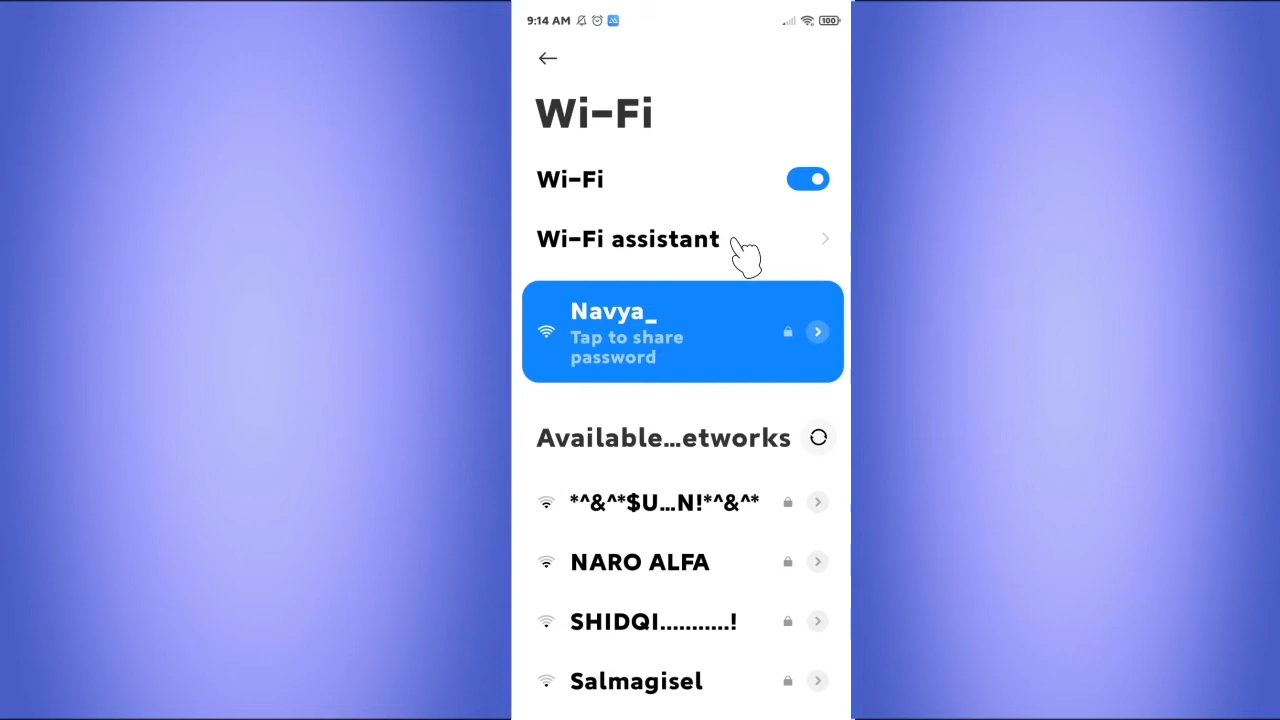 9:14 AM 100
Wi-Fi
Wi-Fi
Wi-Fi assistant
Navya_
Tap to share
password
Available...etworks
*^&^*$U...N!*^&^*
NARO ALFA
SHIDQI...........!
Salmagisel